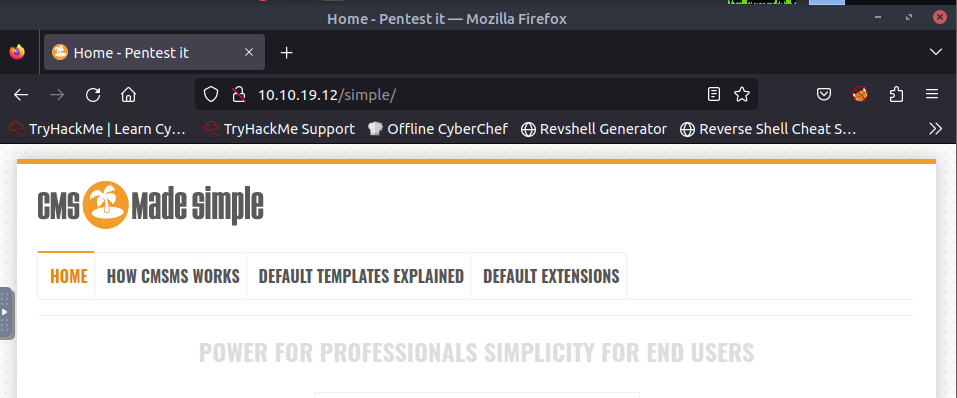 Home - Pentest it — Mozilla Firefox
Home - Pentest it
10.10.19.12/simple/
TryHackMe | Learn Cy… TryHackMe Support Offline CyberChef Revshell Generator Reverse Shell Cheat S…
CMS made simple
HOME HOW CMSMS WORKS DEFAULT TEMPLATES EXPLAINED DEFAULT EXTENSIONS
POWER FOR PROFESSIONALS SIMPLICITY FOR END USERS